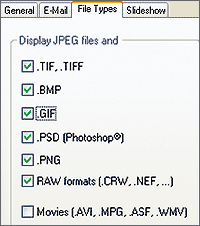 General E-Mail File Types Slideshow
Display JPEG files and
.TIF, .TIFF
.BMP
.GIF
.PSD (Photoshop®)
.PNG
RAW formats (.CRW, .NEF, ...)
Movies (.AVI, .MPG, .ASF, .WMV)